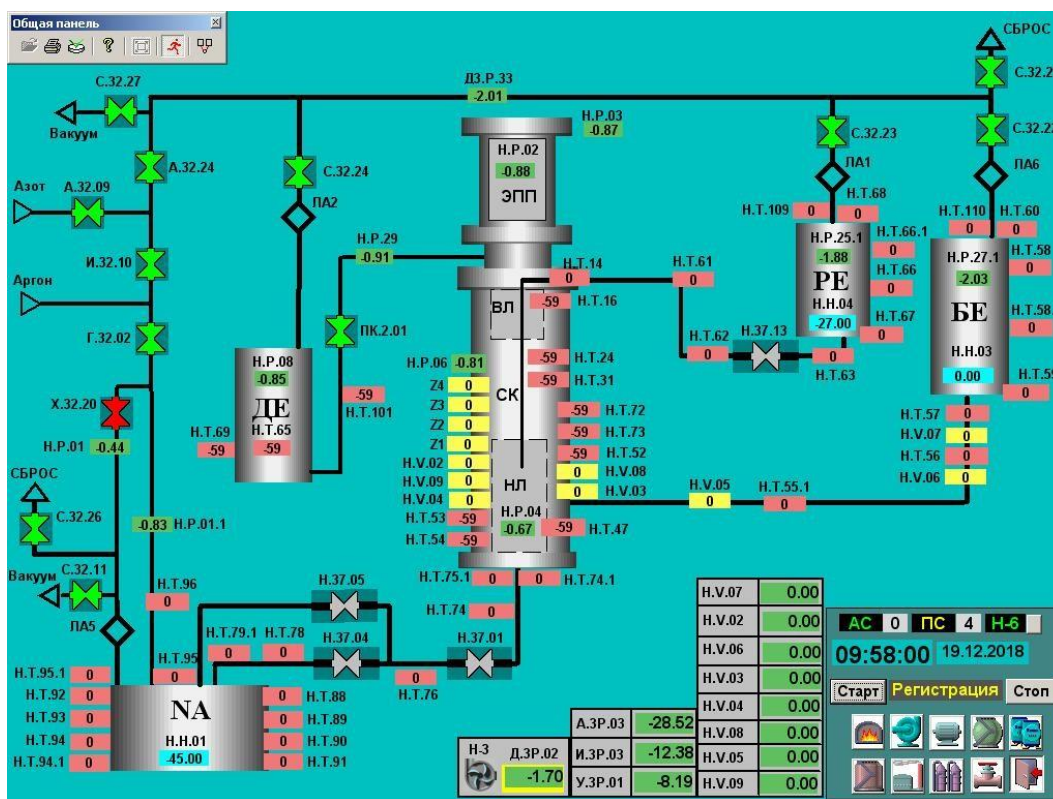 Общая панель
СБРОС
С.32.27
ДЗ.Р.33
-2.01
С.32.2
Вакуум
Н.Р.03
-0.87
С.32.23
С.32.22
А.32.24
С.32.24
Н.Р.02
-0.88
ЭПП
ЛА1
ЛА6
Азот
А.32.09
ЛА2
Н.Т.68
Н.Т.109
0
0
Н.Т.110
Н.Т.60
0
0
Н.Р.29
-0.91
Н.Р.25.1
-1.88
Н.Т.66.1
0
Н.Р.27.1
-2.03
Н.Т.58
0
И.32.10
Н.Т.14
0
Н.Т.61
0
РЕ
Н.Т.66
0
БЕ
Аргон
ВЛ
-59
Н.Т.16
Н.Н.04
-27.00
Н.Т.67
0
Н.Т.58
0
Г.32.02
ПК.2.01
Н.Т.62
0
Н.37.13
0
Н.Т.63
Н.Н.03
0.00
Н.Т.59
0
Н.Р.08
-0.85
ДЕ
Н.Т.65
-59
Н.Т.69
-59
-59
Н.Т.101
Н.Р.06
-0.81
-59
Н.Т.24
Z4
0
-59
Н.Т.31
Z3
0
СК
Z2
0
-59
Н.Т.72
Z1
0
-59
Н.Т.73
-59
Н.Т.52
Н.V.02
0
0
Н.V.08
Н.V.09
0
НЛ
0
Н.V.03
Н.V.04
0
Н.Р.04
-0.67
Н.Т.53
-59
-59
Н.Т.47
Н.Т.54
-59
Н.Т.57
0
Н.V.07
0
Н.Т.56
0
Н.V.06
0
Н.V.05
0
Н.Т.55.1
0
Х.32.20
Н.Р.01
-0.44
СБРОС
С.32.26
-0.83
Н.Р.01.1
Вакуум
С.32.11
Н.Т.96
0
ЛА5
Н.Т.75.1
0
0
Н.Т.74.1
Н.Т.74
0
Н.37.05
Н.Т.79.1
0
Н.Т.78
0
Н.37.04
Н.37.01
0
Н.Т.76
Н.Т.95
0
Н.Т.95.1
0
Н.Т.92
0
Н.Т.93
0
Н.Т.94
0
Н.Т.94.1
0
NA
Н.Н.01
-45.00
0
Н.Т.88
0
Н.Т.89
0
Н.Т.90
0
Н.Т.91
Н-3
Д.ЗР.02
-1.70
А.ЗР.03
-28.52
И.ЗР.03
-12.38
У.ЗР.01
-8.19
Н.V.07
0.00
Н.V.02
0.00
Н.V.06
0.00
Н.V.03
0.00
Н.V.04
0.00
Н.V.08
0.00
Н.V.05
0.00
Н.V.09
0.00
АС
0
ПС
4
Н-6
09:58:00
19.12.2018
Старт
Регистрация
Стоп